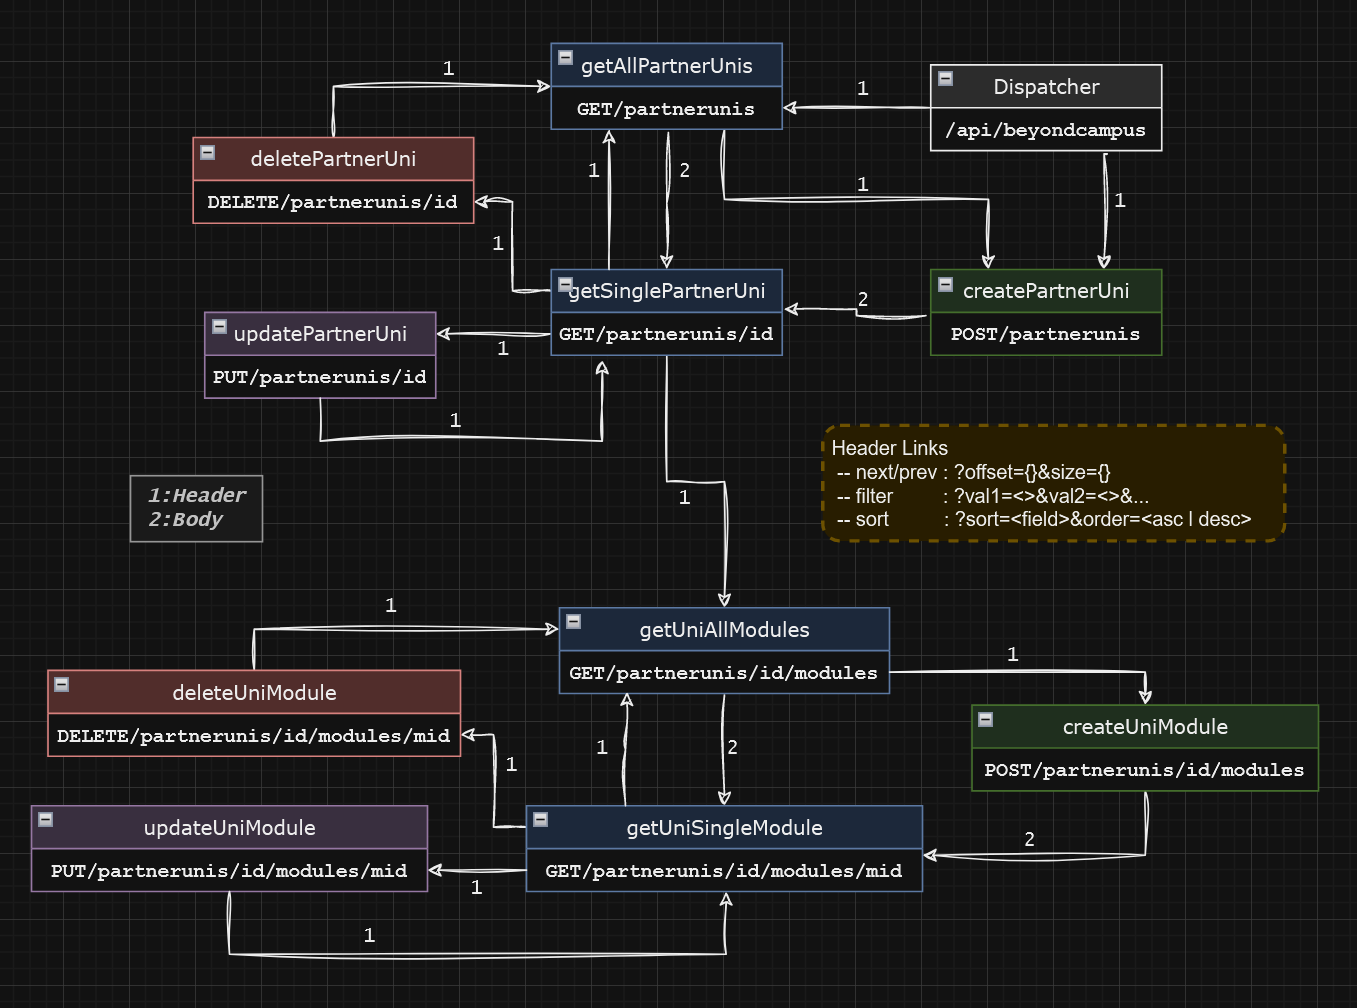 1
getAllPartnerUnis
GET/partnerunis
1
Dispatcher
/api/beyondcampus
deletePartnerUni
DELETE/partnerunis/id
1
2
1
1
1
getSinglePartnerUni
GET/partnerunis/id
2
createPartnerUni
POST/partnerunis
updatePartnerUni
PUT/partnerunis/id
1
1
Header Links
-- next/prev : ?offset={}&size={}
-- filter : ?val1=<>&val2=<>&...
-- sort : ?sort=<field>&order=<asc | desc>
1:Header
2:Body
1
1
getUniAllModules
GET/partnerunis/id/modules
1
deleteUniModule
DELETE/partnerunis/id/modules/mid
1
2
1
createUniModule
POST/partnerunis/id/modules
updateUniModule
PUT/partnerunis/id/modules/mid
getUniSingleModule
GET/partnerunis/id/modules/mid
2
1
1